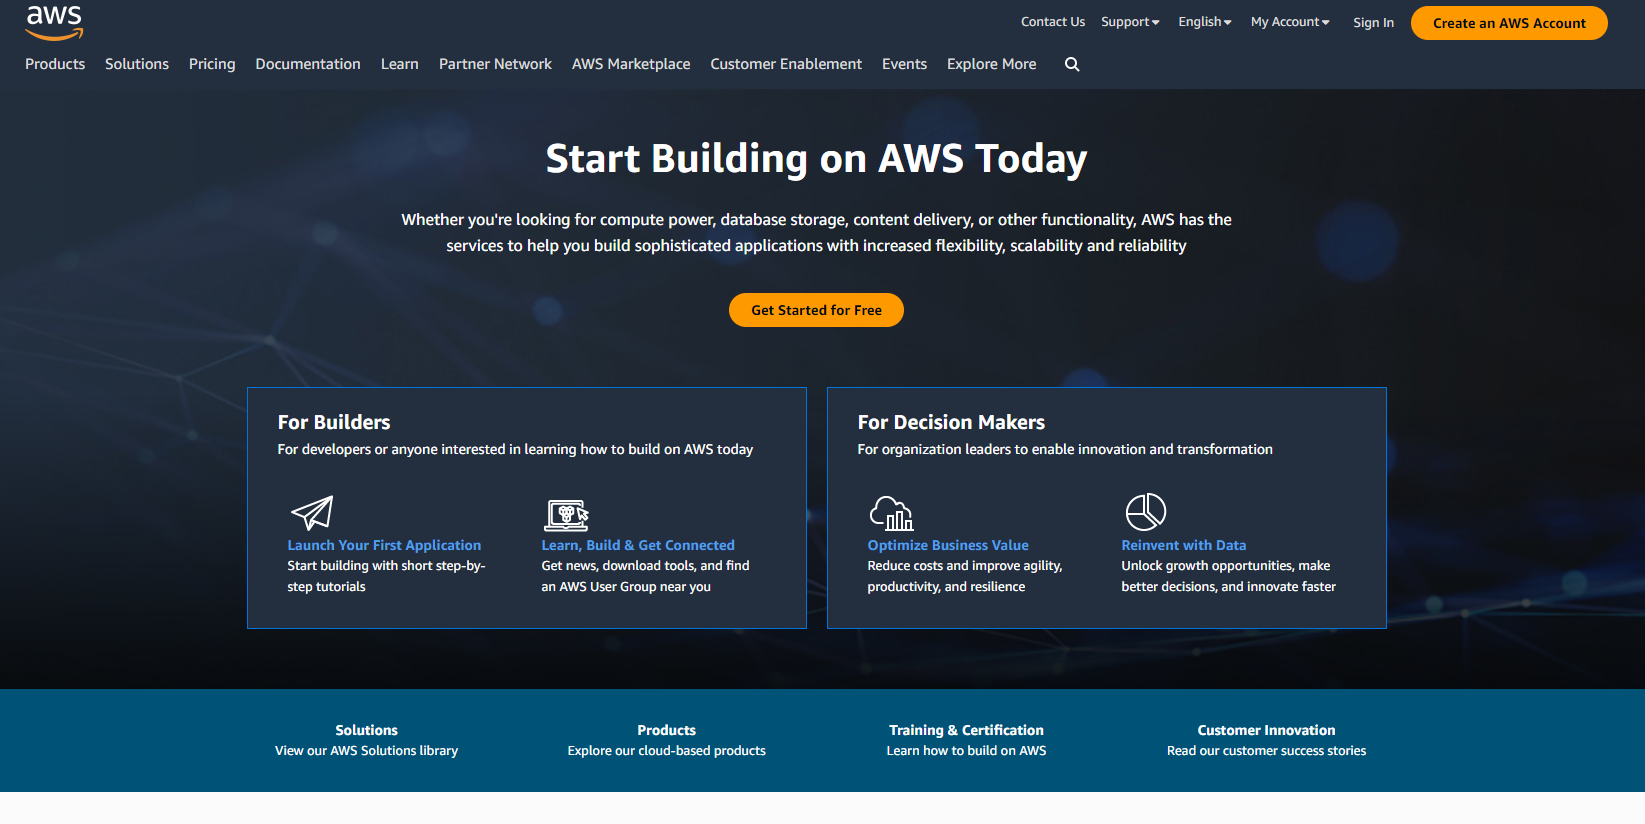 aws
Contact Us Support English My Account Sign In Create an AWS Account
Products Solutions Pricing Documentation Learn Partner Network AWS Marketplace Customer Enablement Events Explore More
Start Building on AWS Today
Whether you're looking for compute power, database storage, content delivery, or other functionality, AWS has the
services to help you build sophisticated applications with increased flexibility, scalability and reliability
Get Started for Free
For Builders
For developers or anyone interested in learning how to build on AWS today
Launch Your First Application
Start building with short step-by-
step tutorials
Learn, Build & Get Connected
Get news, download tools, and find
an AWS User Group near you
For Decision Makers
For organization leaders to enable innovation and transformation
Optimize Business Value
Reduce costs and improve agility,
productivity, and resilience
Reinvent with Data
Unlock growth opportunities, make
better decisions, and innovate faster
Solutions
View our AWS Solutions library
Products
Explore our cloud-based products
Training & Certification
Learn how to build on AWS
Customer Innovation
Read our customer success stories